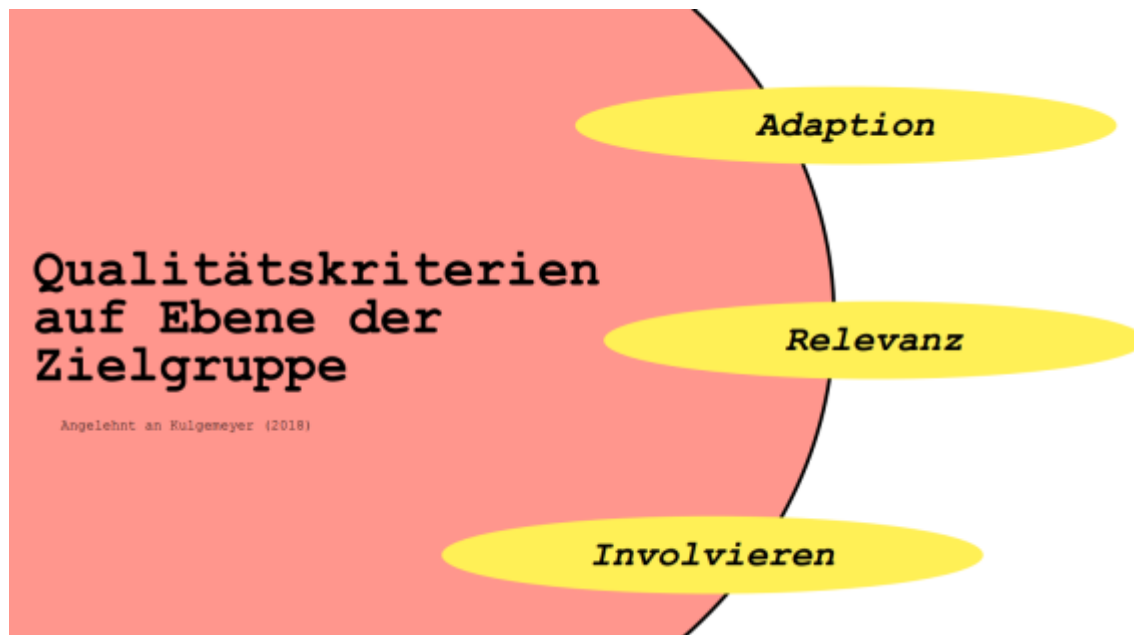 Adaption
Qualitätskriterien
auf Ebene der
Zielgruppe
Relevanz
Angelehnt an Kulgemeyer (2018)
Involvieren